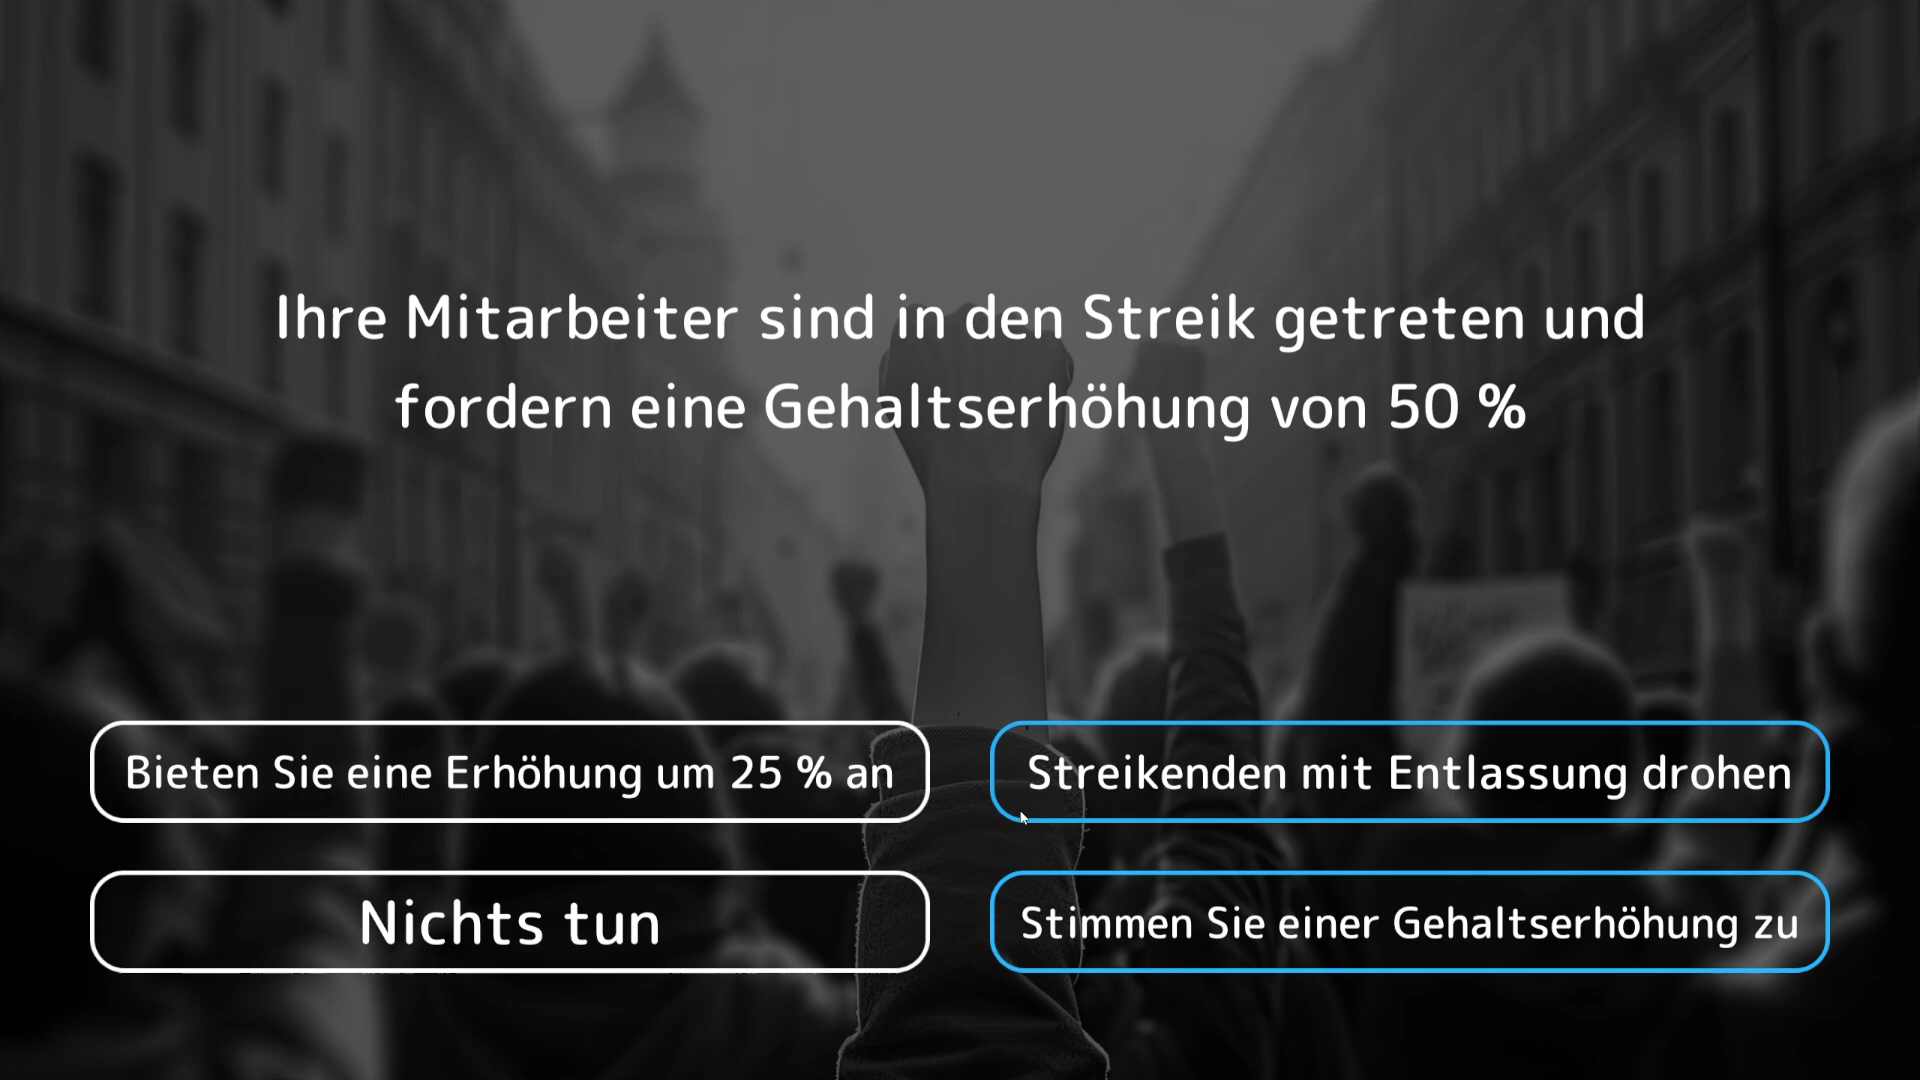 Ihre Mitarbeiter sind in den Streik getreten und
fordern eine Gehaltserhöhung von 50 %
Bieten Sie eine Erhöhung um 25 % an
Streikenden mit Entlassung drohen
Nichts tun
Stimmen Sie einer Gehaltserhöhung zu